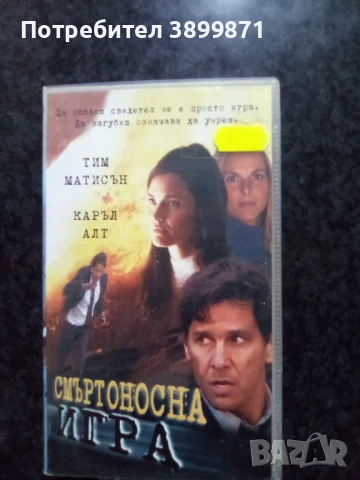 Потребител 3899871
Да опазиш свидетел не е просто игра.
Да загубиш означава да умреш.
ТИМ
МАТИСЪН
КАРЪЛ
АЛТ
СМЪРТОНОСНА
ИГРА
BAZAR